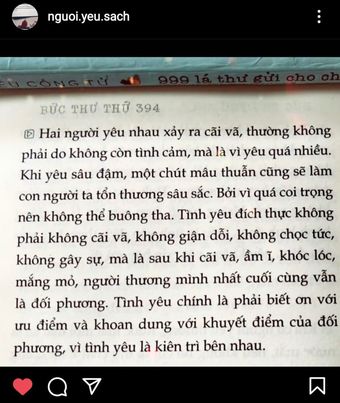 nguoi.yeu.sach
ỀU CÔNG TỬ 999 lá thư gửi cho ch
BỨC THƯ THỨ 394
Hai người yêu nhau xảy ra cãi vã, thường không
phải do không còn tình cảm, mà là vì yêu quá nhiều.
Khi yêu sâu đậm, một chút mâu thuẫn cũng sẽ làm
con người ta tổn thương sâu sắc. Bởi vì quá coi trọng
nên không thể buông tha. Tình yêu đích thực không
phải không cãi vã, không giận dỗi, không chọc tức,
không gây sự, mà là sau khi cãi vã, ầm ĩ, khóc lóc,
mắng mỏ, người thương mình nhất cuối cùng vẫn
là đối phương. Tình yêu chính là phải biết ơn với
ưu điểm và khoan dung với khuyết điểm của đối
phương, vì tình yêu là kiên trì bên nhau.